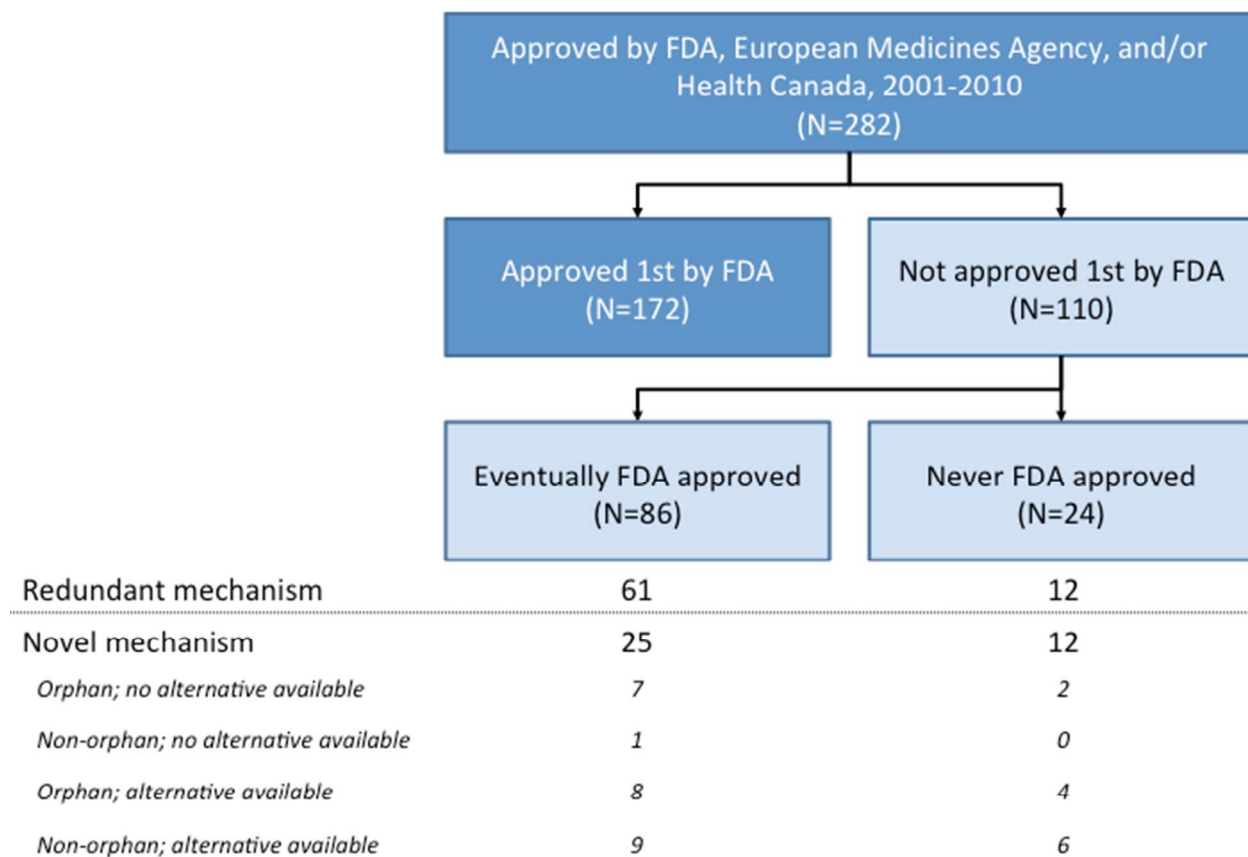 Approved by FDA, European Medicines Agency, and/or
Health Canada, 2001-2010
(N=282)
Approved 1st by FDA
(N=172)
Not approved 1st by FDA
(N=110)
Eventually FDA approved
(N=86)
Never FDA approved
(N=24)
Redundant mechanism 61 12
Novel mechanism 25 12
Orphan; no alternative available 7 2
Non-orphan; no alternative available 1 0
Orphan; alternative available 8 4
Non-orphan; alternative available 9 6